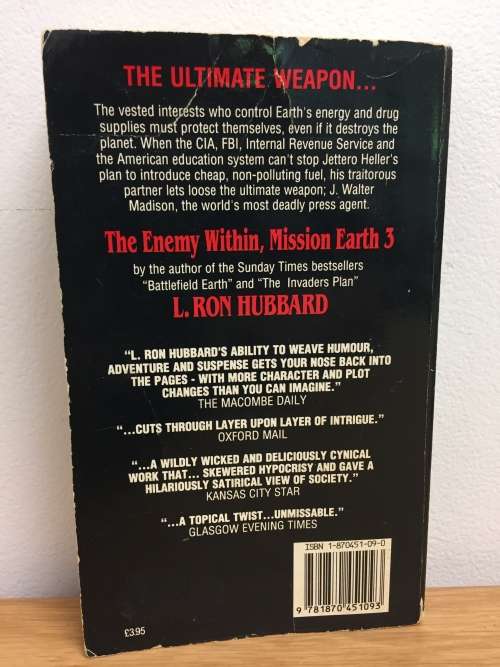 THE ULTIMATE WEAPON...
The vested interests who control Earth's energy and drug
supplies must protect themselves, even if it destroys the
planet. When the CIA, FBI, Internal Revenue Service and
the American education system can't stop Jettero Heller's
plan to introduce cheap, non-polluting fuel, his traitorous
partner lets loose the ultimate weapon; J. Walter
Madison, the world's most deadly press agent.
The Enemy Within, Mission Earth 3
by the author of the Sunday Times bestsellers
"Battlefield Earth" and "The Invaders Plan"
L. RON HUBBARD
"L. RON HUBBARD'S ABILITY TO WEAVE HUMOUR,
ADVENTURE AND SUSPENSE GETS YOUR NOSE BACK INTO
THE PAGES - WITH MORE CHARACTER AND PLOT
CHANGES THAN YOU CAN IMAGINE."
THE MACOMBE DAILY
"...CUTS THROUGH LAYER UPON LAYER OF INTRIGUE."
OXFORD MAIL
"...A WILDLY WICKED AND DELICIOUSLY CYNICAL
WORK THAT... SKEWERED HYPOCRISY AND GAVE A
HILARIOUSLY SATIRICAL VIEW OF SOCIETY."
KANSAS CITY STAR
"...A TOPICAL TWIST...UNMISSABLE."
GLASGOW EVENING TIMES
ISBN 1-870451-09-0
9 781870 451093
£3.95